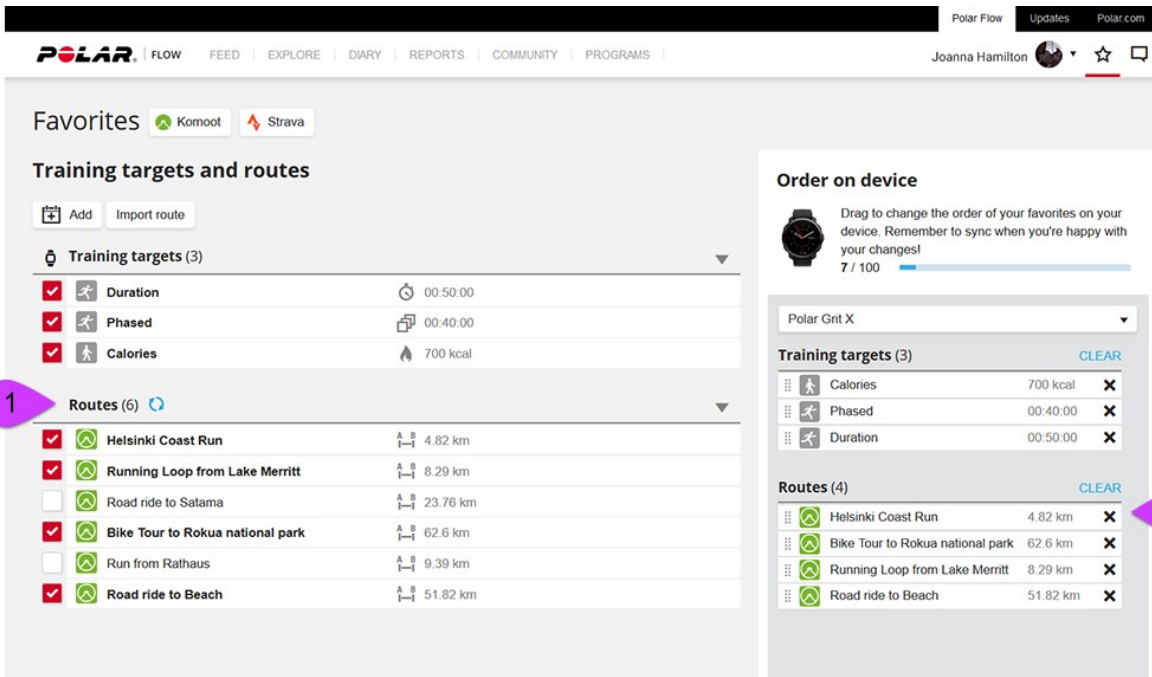 Polar Flow Updates Polar.com
POLAR. FLOW FEED EXPLORE DIARY REPORTS COMMUNITY PROGRAMS Joanna Hamilton
Favorites Komoot Strava
Training targets and routes
Add Import route
Training targets (3)
Duration 00:50:00
Phased 00:40:00
Calories 700 kcal
1
Routes (6)
Helsinki Coast Run A B 4.82 km
Running Loop from Lake Merritt A B 8.29 km
Road ride to Satama A B 23.76 km
Bike Tour to Rokua national park A B 62.6 km
Run from Rathaus A B 9.39 km
Road ride to Beach A B 51.82 km
Order on device
Drag to change the order of your favorites on your
device. Remember to sync when you're happy with
your changes!
7 / 100
Polar Grit X
Training targets (3) CLEAR
Calories 700 kcal
Phased 00:40:00
Duration 00:50:00
Routes (4) CLEAR
Helsinki Coast Run 4.82 km
Bike Tour to Rokua national park 62.6 km
Running Loop from Lake Merritt 8.29 km
Road ride to Beach 51.82 km